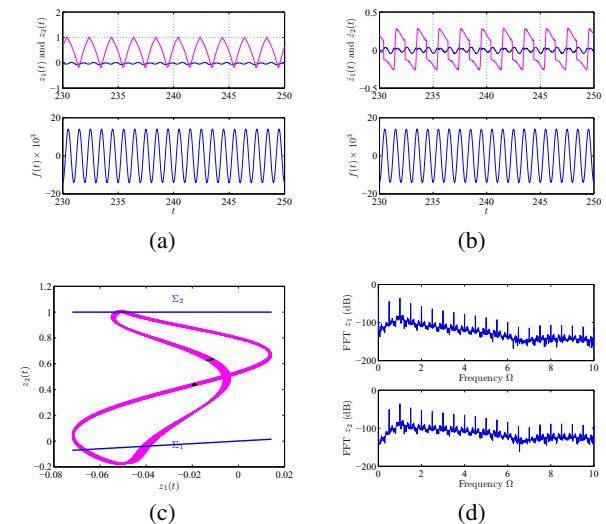 z₁(t) and z₂(t)
2
1
0
−1
230 235 240 245 250
f(t) × 10³
20
0
−20
230 235 240 245 250
t
(a)
ż₁(t) and ż₂(t)
0.5
0
−0.5
230 235 240 245 250
f(t) × 10³
20
0
−20
230 235 240 245 250
t
(b)
z₂(t)
1.2
1
0.8
0.6
0.4
0.2
0
−0.2
Σ₂
Σ₁
−0.08 −0.06 −0.04 −0.02 0 0.02
z₁(t)
(c)
FFT z₁ (dB)
0
−100
−200
0 2 4 6 8 10
Frequency Ω
FFT z₂ (dB)
0
−100
−200
0 2 4 6 8 10
Frequency Ω
(d)